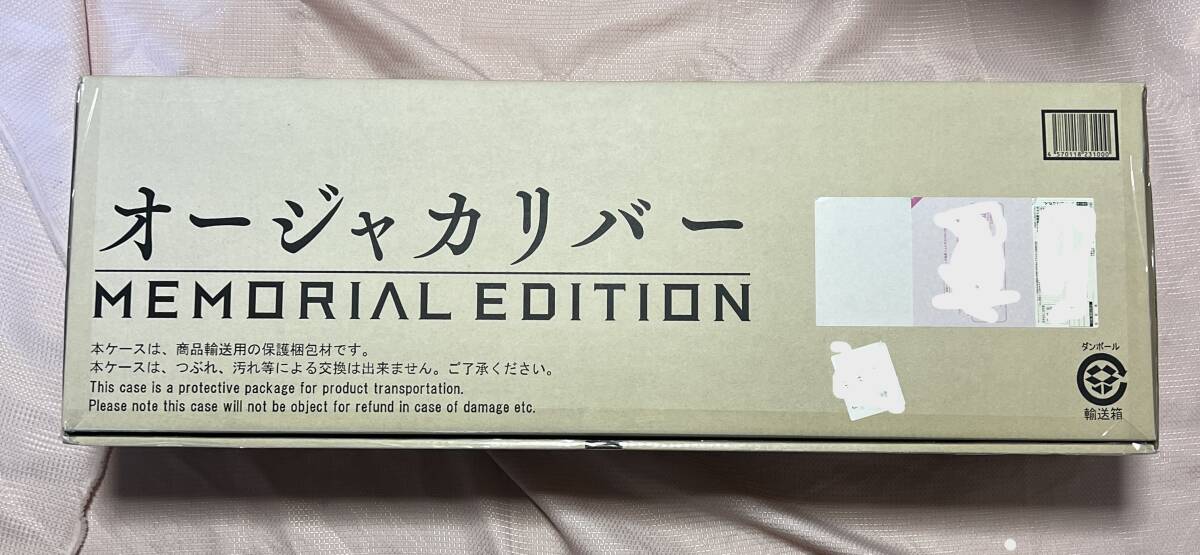 オージャカリバー
MEMORIAL EDITION
本ケースは、商品輸送用の保護梱包材です。
本ケースは、つぶれ、汚れ等による交換は出来ません。ご了承ください。
This case is a protective package for product transportation.
Please note this case will not be object for refund in case of damage etc.
4 570118 231000
ダンボール
輸送箱